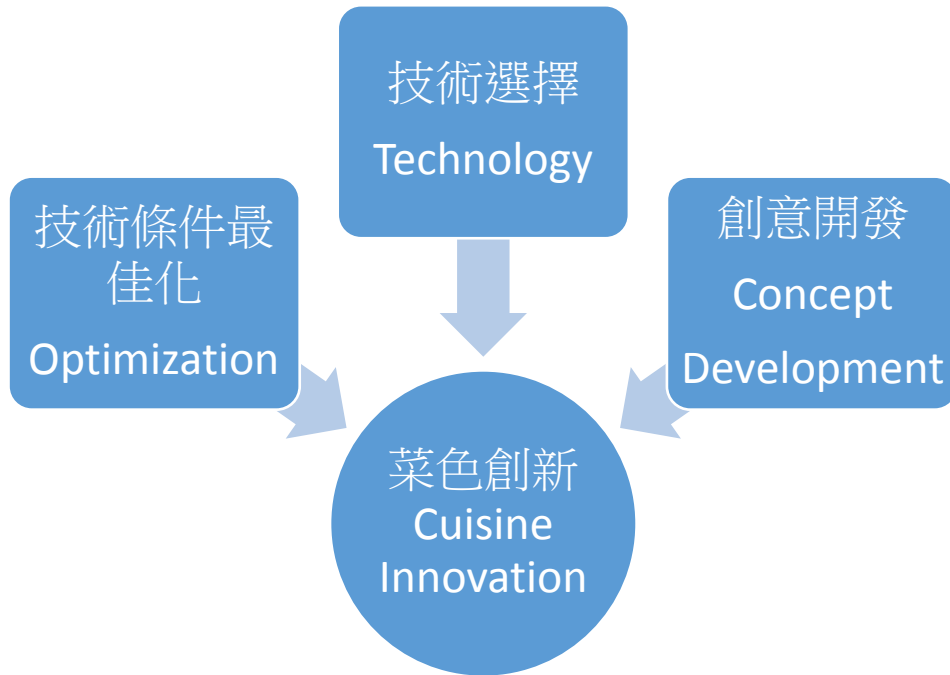 技術選擇
Technology
技術條件最
佳化
Optimization
創意開發
Concept
Development
菜色創新
Cuisine
Innovation